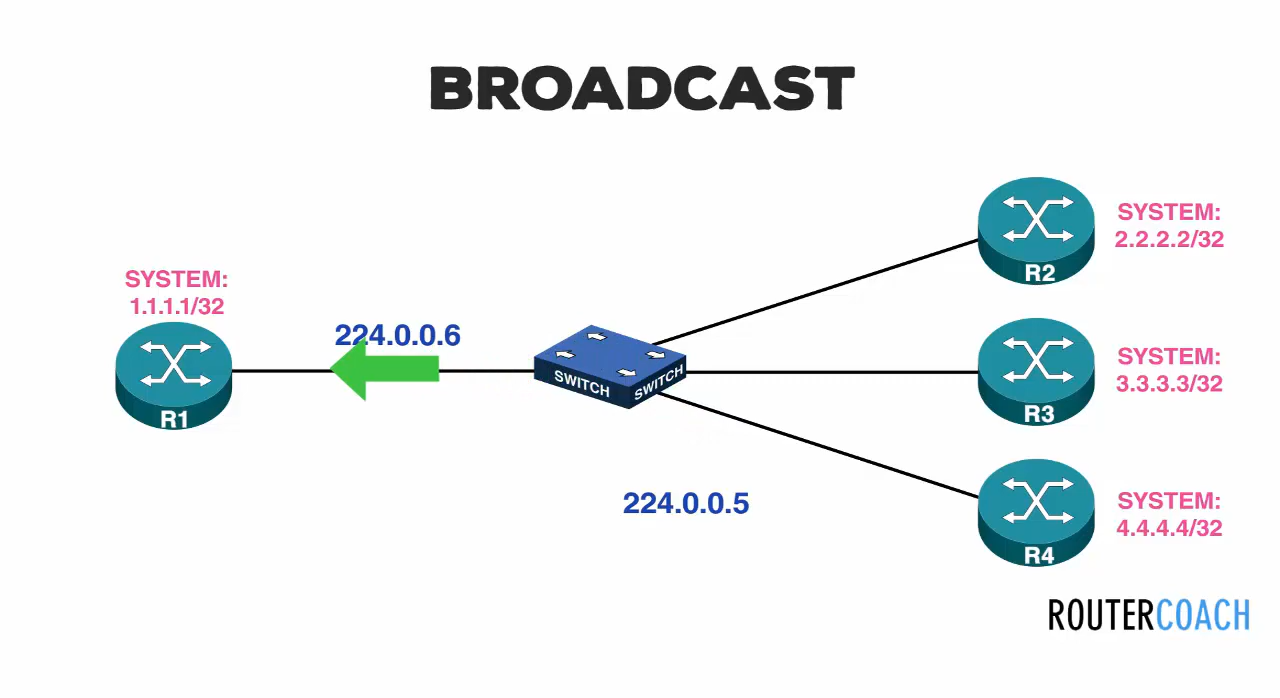 BROADCAST
SYSTEM:
1.1.1.1/32
R1
224.0.0.6
SWITCH
SWITCH
224.0.0.5
R2
SYSTEM:
2.2.2.2/32
R3
SYSTEM:
3.3.3.3/32
R4
SYSTEM:
4.4.4.4/32
ROUTERCOACH